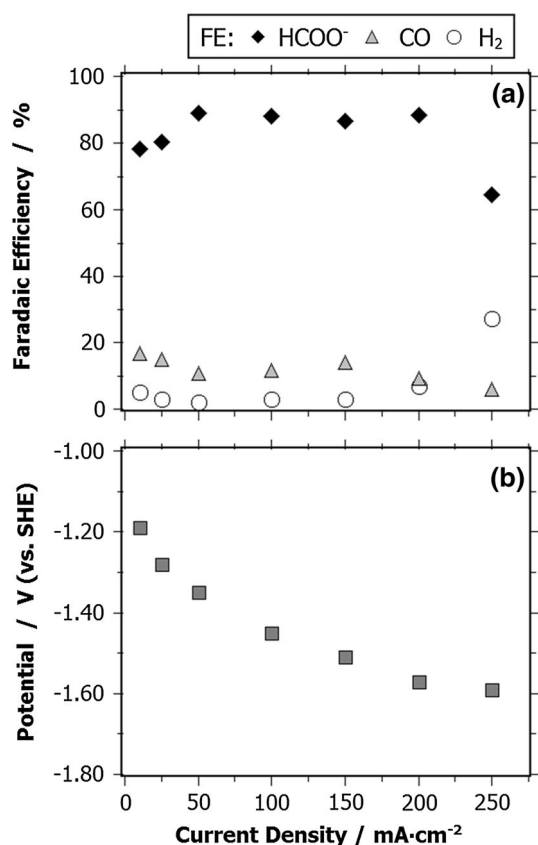 FE: ◆ HCOO⁻ ▲ CO ○ H₂
(a)
Faradaic Efficiency / %
100
80
60
40
20
0
(b)
Potential / V (vs. SHE)
-1.00
-1.20
-1.40
-1.60
-1.80
0 50 100 150 200 250
Current Density / mA·cm⁻²